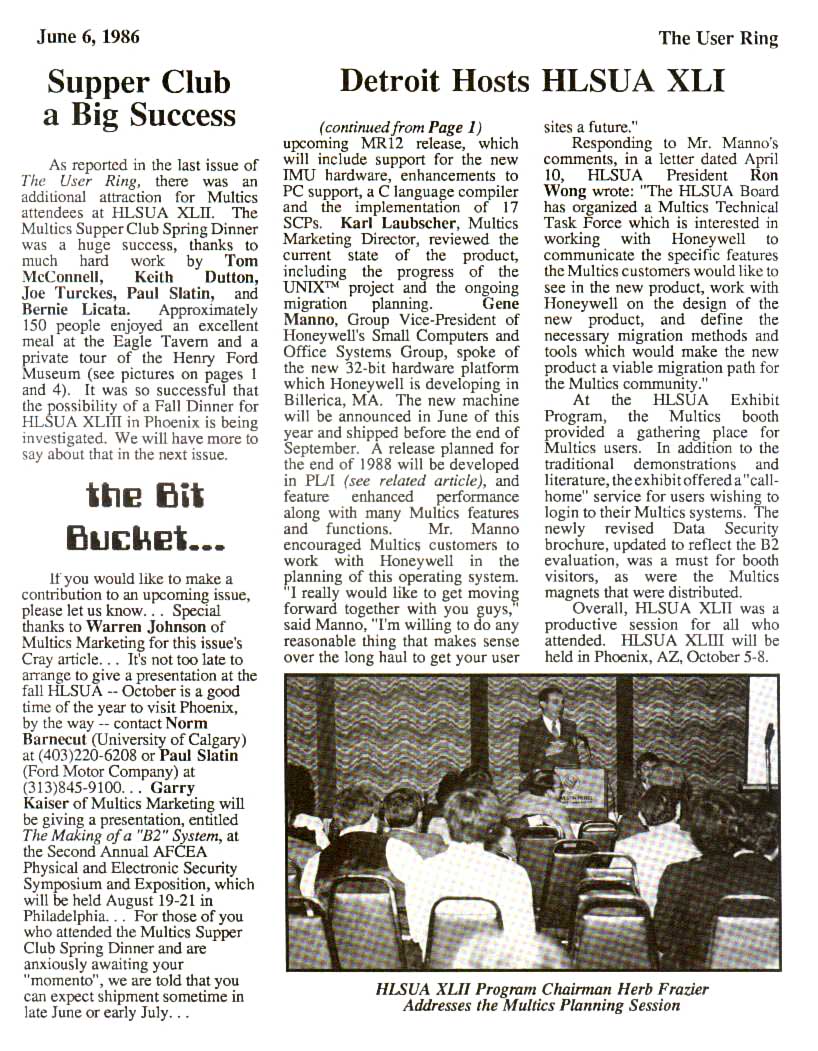 June 6, 1986
The User Ring
Supper Club
a Big Success
As reported in the last issue of
The User Ring, there was an
additional attraction for Multics
attendees at HLSUA XLII. The
Multics Supper Club Spring Dinner
was a huge success, thanks to
much hard work by Tom
McConnell, Keith Dutton,
Joe Turckes, Paul Slatin, and
Bernie Licata. Approximately
150 people enjoyed an excellent
meal at the Eagle Tavern and a
private tour of the Henry Ford
Museum (see pictures on pages 1
and 4). It was so successful that
the possibility of a Fall Dinner for
HLSUA XLIII in Phoenix is being
investigated. We will have more to
say about that in the next issue.
the Bit
Bucket...
If you would like to make a
contribution to an upcoming issue,
please let us know. . . Special
thanks to Warren Johnson of
Multics Marketing for this issue's
Cray article. . . It's not too late to
arrange to give a presentation at the
fall HLSUA -- October is a good
time of the year to visit Phoenix,
by the way -- contact Norm
Barnecut (University of Calgary)
at (403)220-6208 or Paul Slatin
(Ford Motor Company) at
(313)845-9100. . . Garry
Kaiser of Multics Marketing will
be giving a presentation, entitled
The Making of a "B2" System, at
the Second Annual AFCEA
Physical and Electronic Security
Symposium and Exposition, which
will be held August 19-21 in
Philadelphia. . . For those of you
who attended the Multics Supper
Club Spring Dinner and are
anxiously awaiting your
"momento", we are told that you
can expect shipment sometime in
late June or early July. . .
Detroit Hosts HLSUA XLI
(continued from Page 1)
upcoming MR12 release, which
will include support for the new
IMU hardware, enhancements to
PC support, a C language compiler
and the implementation of 17
SCPs. Karl Laubscher, Multics
Marketing Director, reviewed the
current state of the product,
including the progress of the
UNIX™ project and the ongoing
migration planning. Gene
Manno, Group Vice-President of
Honeywell's Small Computers and
Office Systems Group, spoke of
the new 32-bit hardware platform
which Honeywell is developing in
Billerica, MA. The new machine
will be announced in June of this
year and shipped before the end of
September. A release planned for
the end of 1988 will be developed
in PL/I (see related article), and
feature enhanced performance
along with many Multics features
and functions. Mr. Manno
encouraged Multics customers to
work with Honeywell in the
planning of this operating system.
"I really would like to get moving
forward together with you guys,"
said Manno, "I'm willing to do any
reasonable thing that makes sense
over the long haul to get your user
sites a future."
Responding to Mr. Manno's
comments, in a letter dated April
10, HLSUA President Ron
Wong wrote: "The HLSUA Board
has organized a Multics Technical
Task Force which is interested in
working with Honeywell to
communicate the specific features
the Multics customers would like to
see in the new product, work with
Honeywell on the design of the
new product, and define the
necessary migration methods and
tools which would make the new
product a viable migration path for
the Multics community."
At the HLSUA Exhibit
Program, the Multics booth
provided a gathering place for
Multics users. In addition to the
traditional demonstrations and
literature, the exhibit offered a "call-
home" service for users wishing to
login to their Multics systems. The
newly revised Data Security
brochure, updated to reflect the B2
evaluation, was a must for booth
visitors, as were the Multics
magnets that were distributed.
Overall, HLSUA XLII was a
productive session for all who
attended. HLSUA XLIII will be
held in Phoenix, AZ, October 5-8.
HLSUA XLII Program Chairman Herb Frazier
Addresses the Multics Planning Session